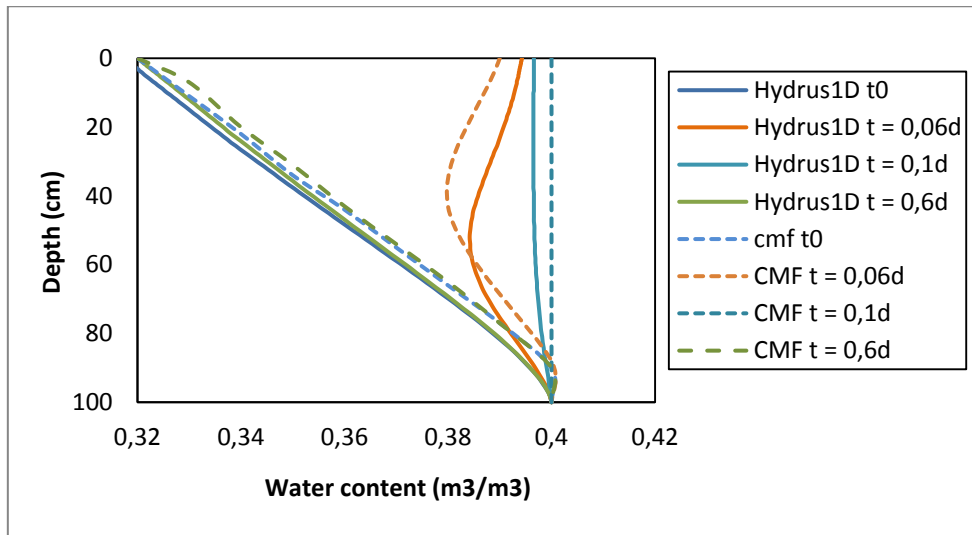 Depth (cm)
0
20
40
60
80
100
0,32
0,34
0,36
0,38
0,4
0,42
Water content (m3/m3)
Hydrus1D t0
Hydrus1D t = 0,06d
Hydrus1D t = 0,1d
Hydrus1D t = 0,6d
cmf t0
CMF t = 0,06d
CMF t = 0,1d
CMF t = 0,6d